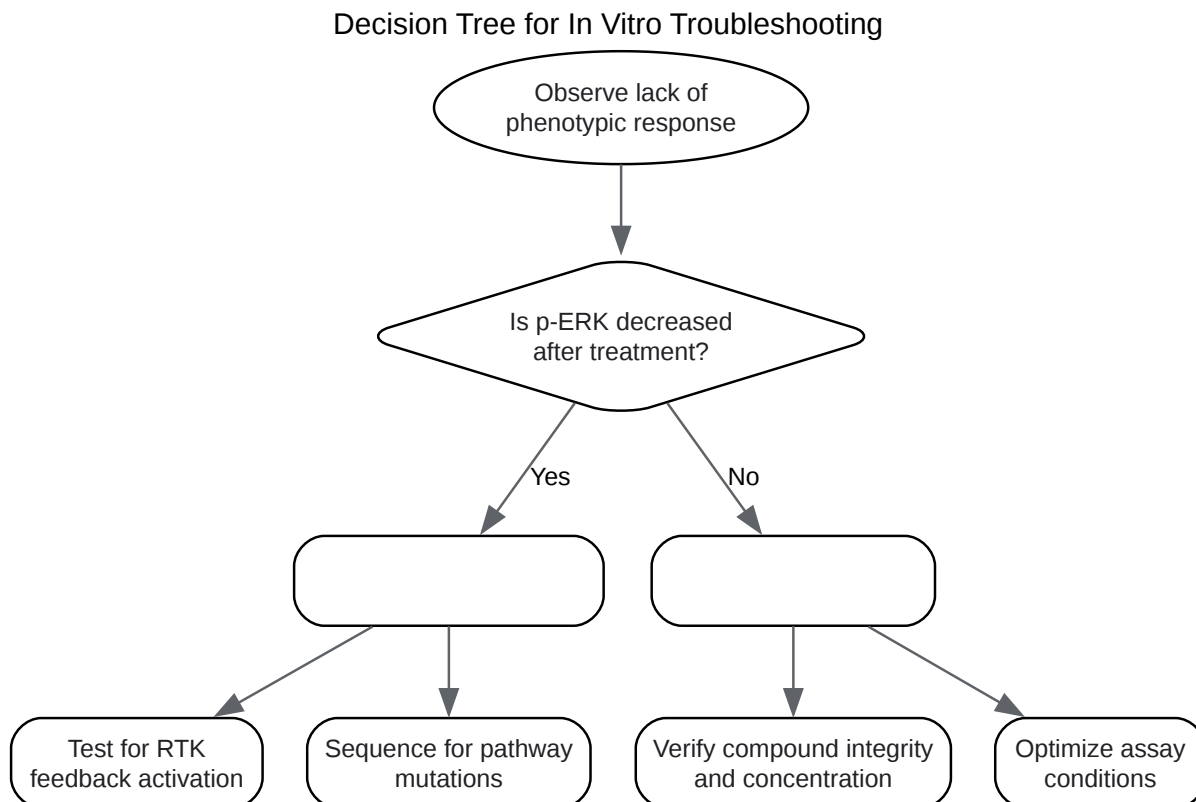 Decision Tree for In Vitro Troubleshooting
Observe lack of
phenotypic response
Is p-ERK decreased
after treatment?
Yes
No
Test for RTK
feedback activation
Sequence for pathway
mutations
Verify compound integrity
and concentration
Optimize assay
conditions